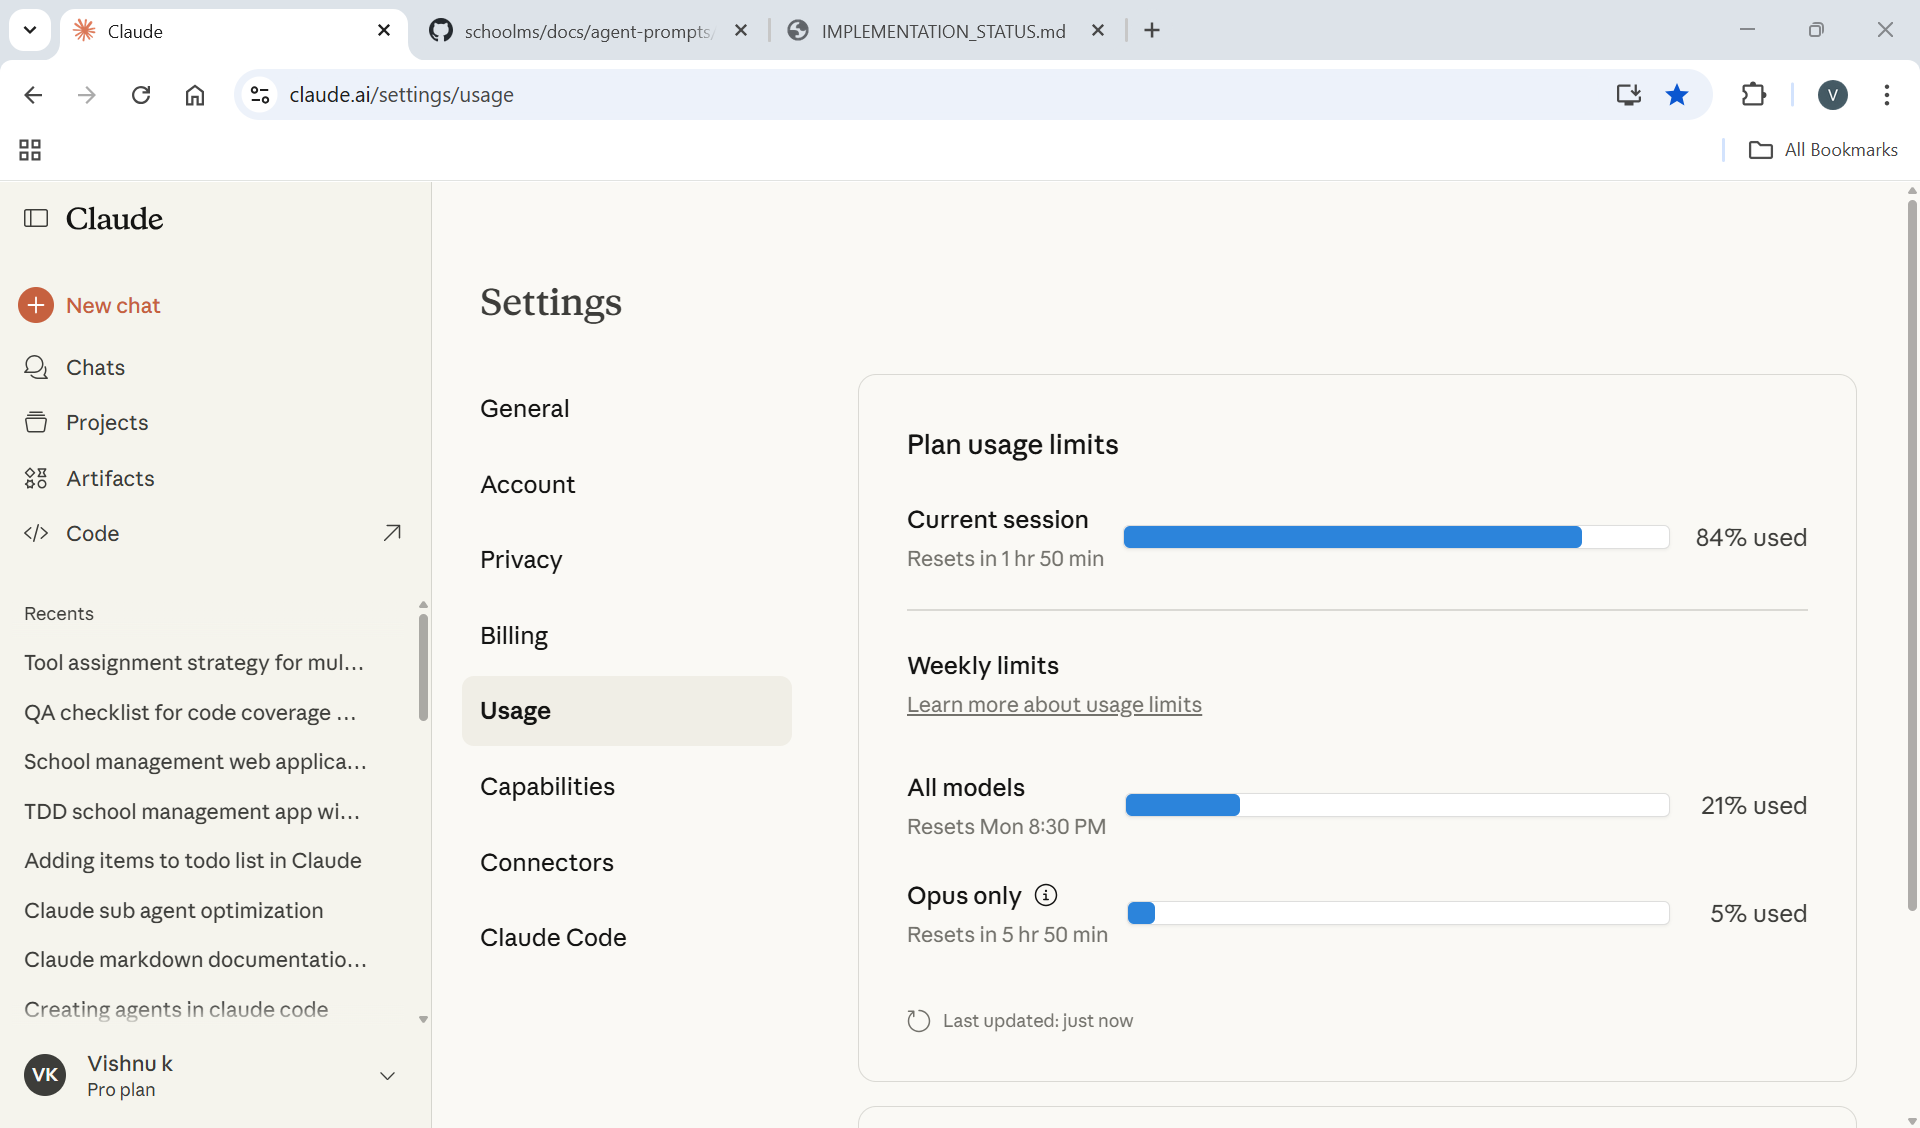 Claude
schoolms/docs/agent-prompts/
IMPLEMENTATION_STATUS.md
claude.ai/settings/usage
V
All Bookmarks
Claude
New chat
Chats
Projects
Artifacts
Code
Recents
Tool assignment strategy for mul...
QA checklist for code coverage ...
School management web applica...
TDD school management app wi...
Adding items to todo list in Claude
Claude sub agent optimization
Claude markdown documentatio...
Creating agents in claude code
VK
Vishnu k
Pro plan
Settings
General
Account
Privacy
Billing
Usage
Capabilities
Connectors
Claude Code
Plan usage limits
Current session
Resets in 1 hr 50 min
84% used
Weekly limits
Learn more about usage limits
All models
Resets Mon 8:30 PM
21% used
Opus only
Resets in 5 hr 50 min
5% used
Last updated: just now